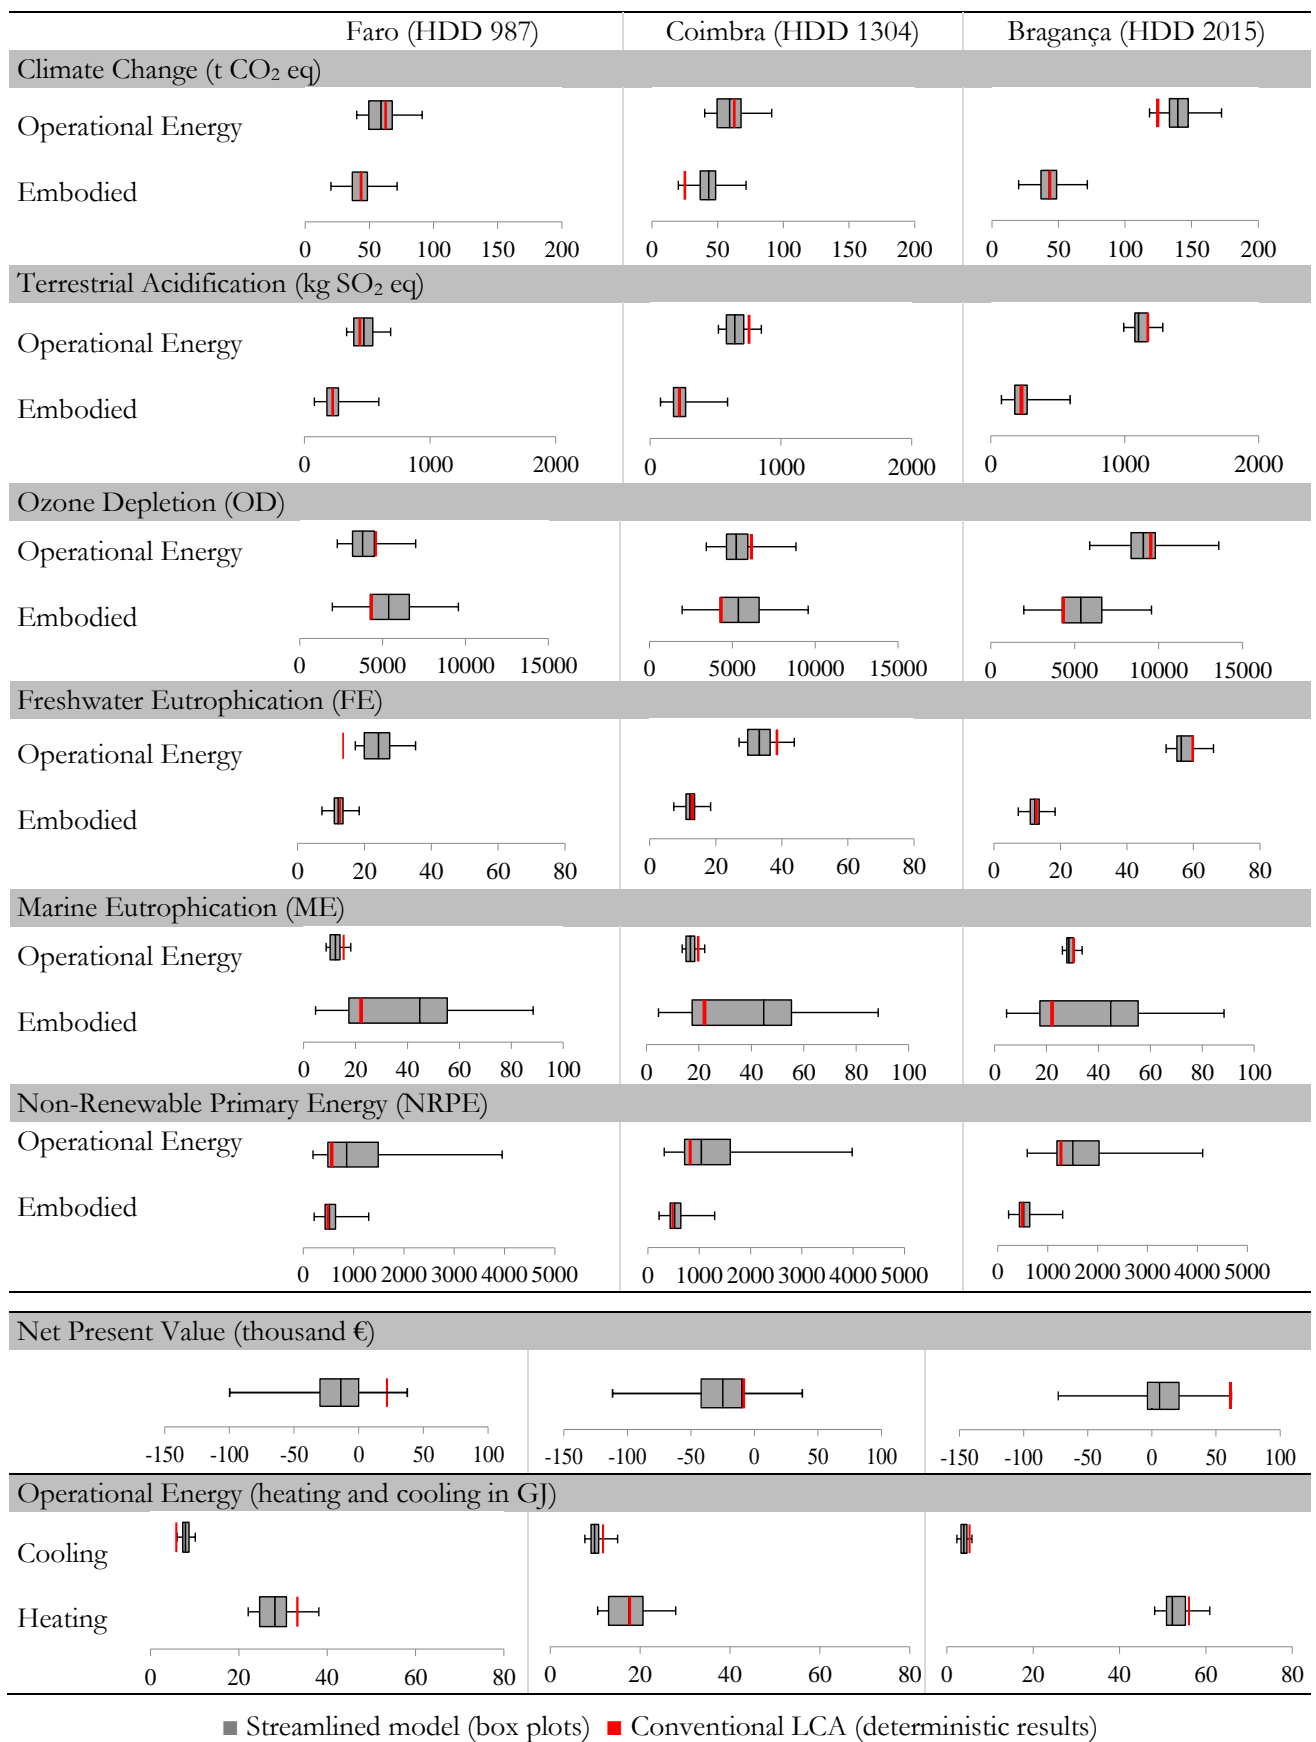 Faro (HDD 987) Coimbra (HDD 1304) Bragança (HDD 2015)
Climate Change (t CO₂ eq)
Operational Energy
Embodied
0 50 100 150 200 0 50 100 150 200 0 50 100 150 200
Terrestrial Acidification (kg SO₂ eq)
Operational Energy
Embodied
0 1000 2000 0 1000 2000 0 1000 2000
Ozone Depletion (OD)
Operational Energy
Embodied
0 5000 10000 15000 0 5000 10000 15000 0 5000 10000 15000
Freshwater Eutrophication (FE)
Operational Energy
Embodied
0 20 40 60 80 0 20 40 60 80 0 20 40 60 80
Marine Eutrophication (ME)
Operational Energy
Embodied
0 20 40 60 80 100 0 20 40 60 80 100 0 20 40 60 80 100
Non-Renewable Primary Energy (NRPE)
Operational Energy
Embodied
0 1000 2000 3000 4000 5000 0 1000 2000 3000 4000 5000 0 1000 2000 3000 4000 5000
Net Present Value (thousand €)
-150 -100 -50 0 50 100 -150 -100 -50 0 50 100 -150 -100 -50 0 50 100
Operational Energy (heating and cooling in GJ)
Cooling
Heating
0 20 40 60 80 0 20 40 60 80 0 20 40 60 80
Streamlined model (box plots) Conventional LCA (deterministic results)